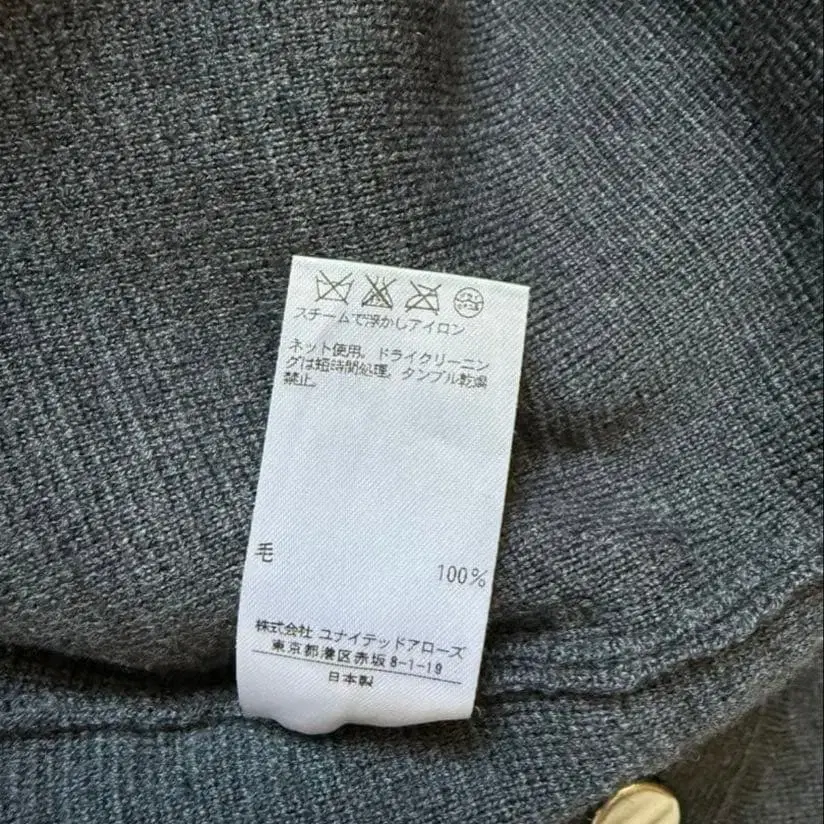 スチームで浮かしアイロン
ネット使用。ドライクリーニン
グは短時間処理、タンブル乾燥
禁止。
毛
100%
株式会社 ユナイテッドアローズ
東京都港区赤坂8-1-19
日本製